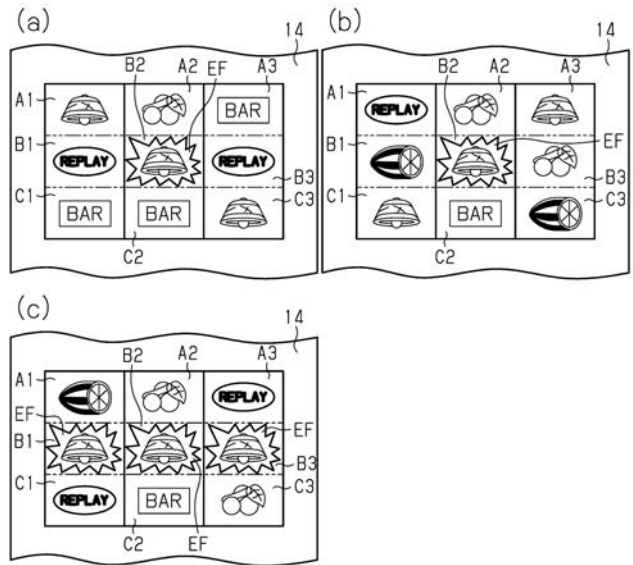 (a)
14
B2 A2 EF A3
A1
B1 REPLAY REPLAY
BAR
C1 BAR BAR
B3
C3
C2
(b)
14
B2 A2 A3
A1 REPLAY
EF
B1
B3
C1 BAR
C3
C2
(c)
14
B2 A2 A3
A1 REPLAY
EF EF
B1
B3
C1 REPLAY BAR
C3
C2 EF